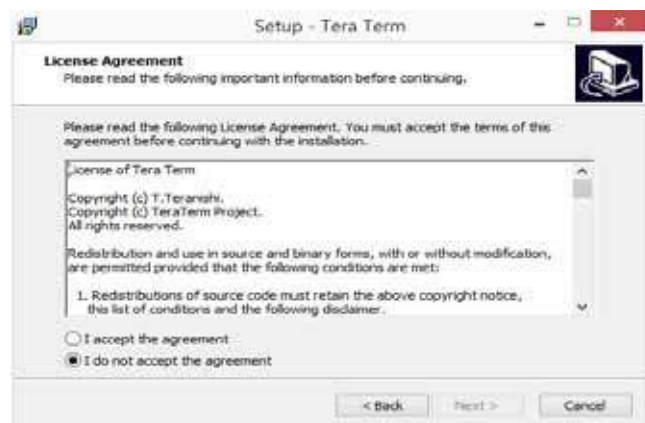 Setup - Tera Term
License Agreement
Please read the following important information before continuing.
Please read the following License Agreement. You must accept the terms of this
agreement before continuing with the installation.
License of Tera Term
Copyright (c) T.Teranishi.
Copyright (c) TeraTerm Project.
All rights reserved.
Redistribution and use in source and binary forms, with or without modification,
are permitted provided that the following conditions are met:
1. Redistributions of source code must retain the above copyright notice,
this list of conditions and the following disclaimer.
I accept the agreement
I do not accept the agreement
< Back Next > Cancel